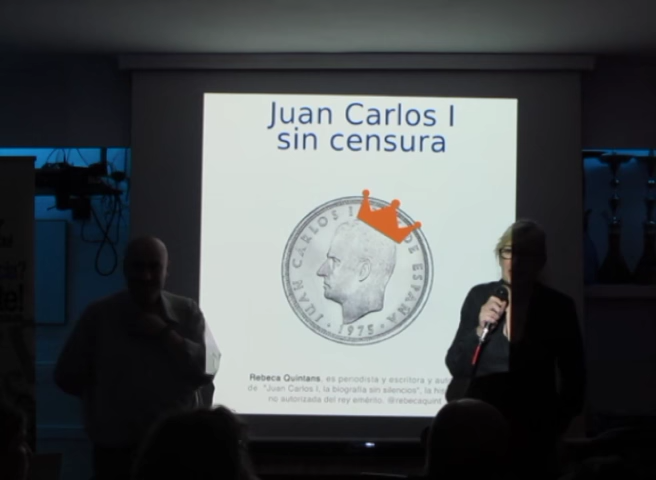 Juan Carlos I
sin censura
JUAN CARLOS I
DE ESPAÑA
· 1975 ·
Rebeca Quintans, es periodista y escritora y
de "Juan Carlos I, la biografía sin silencios", la
no autorizada del rey emérito.